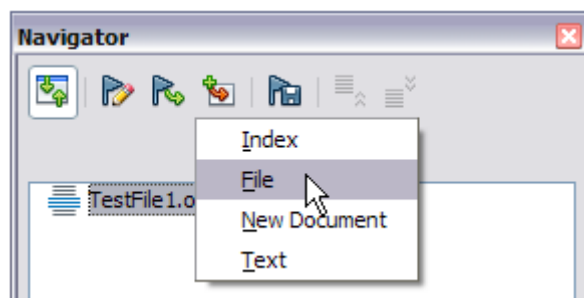 Navigator
Index
File
TestFile1.o
New Document
Text